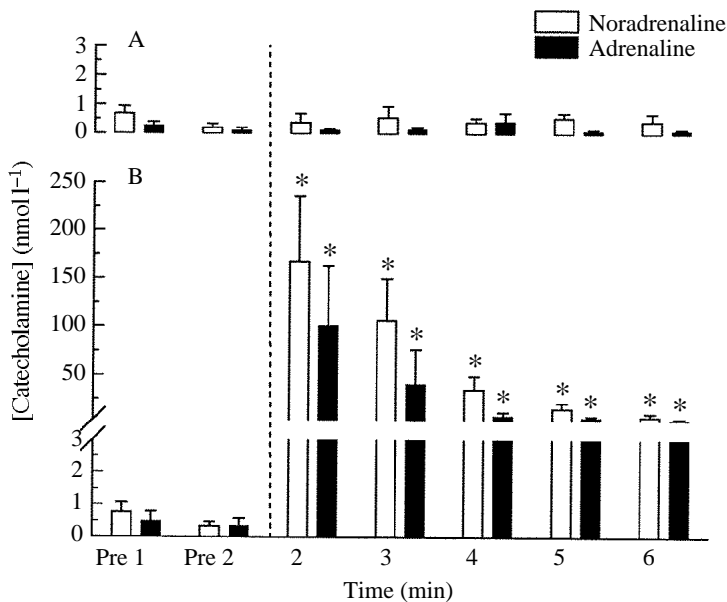 Noradrenaline
Adrenaline
A
3
2
1
0
B
250
200
150
100
50
3
2
1
0
[Catecholamine] (nmol l⁻¹)
* * * * * * * * * *
Pre 1 Pre 2 2 3 4 5 6
Time (min)